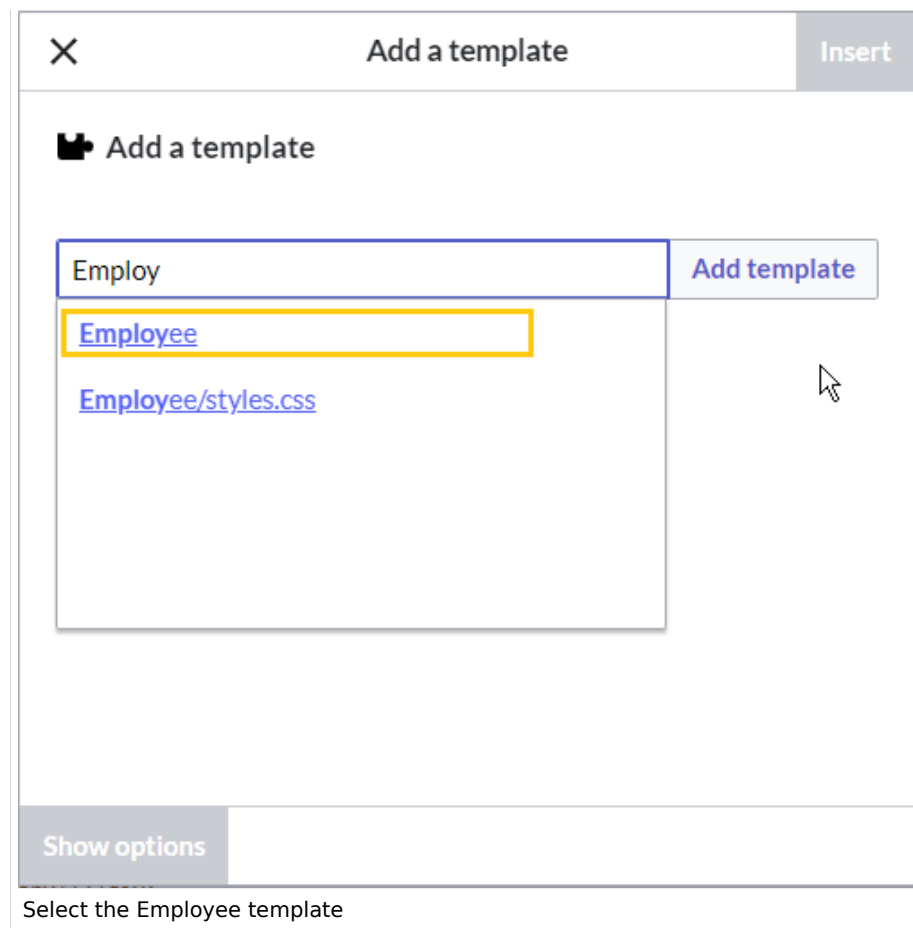 Add a template
Insert
Add a template
Employ
Add template
Employee
Employee/styles.css
Show options
Select the Employee template